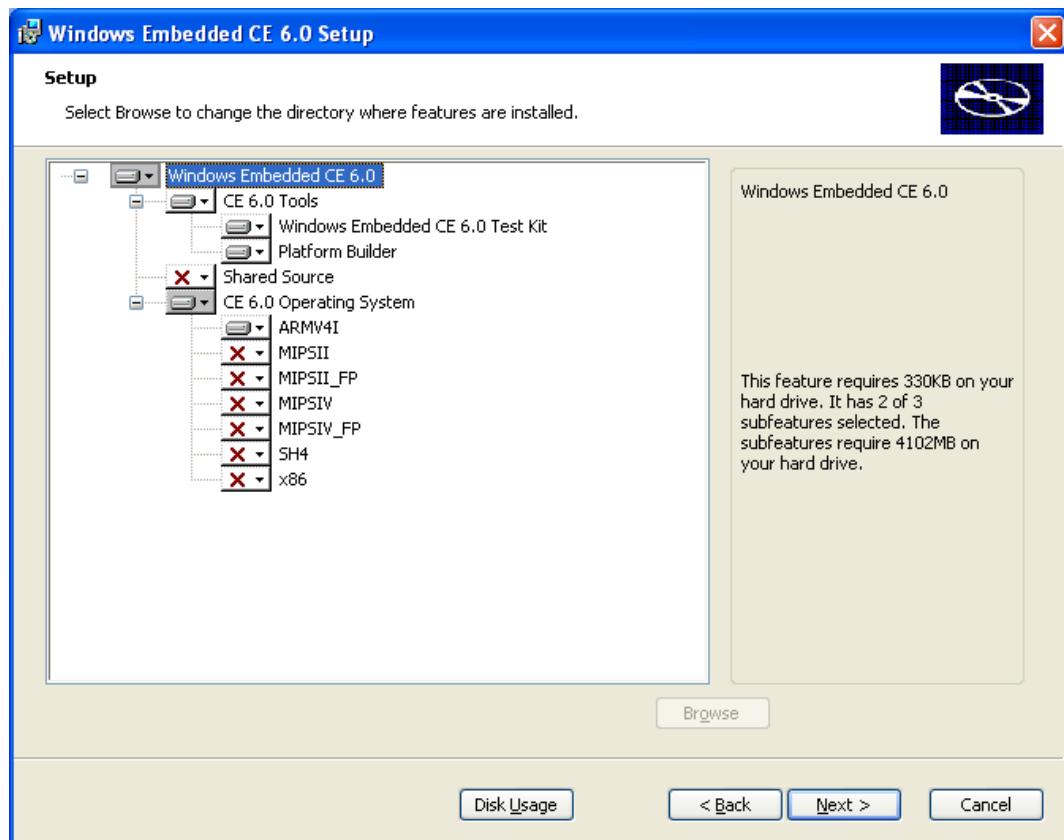 Windows Embedded CE 6.0 Setup
Setup
Select Browse to change the directory where features are installed.
Windows Embedded CE 6.0
CE 6.0 Tools
Windows Embedded CE 6.0 Test Kit
Platform Builder
Shared Source
CE 6.0 Operating System
ARMV4I
MIPSII
MIPSII_FP
MIPSIV
MIPSIV_FP
SH4
x86
Windows Embedded CE 6.0
This feature requires 330KB on your
hard drive. It has 2 of 3
subfeatures selected. The
subfeatures require 4102MB on
your hard drive.
Browse
Disk Usage
< Back
Next >
Cancel